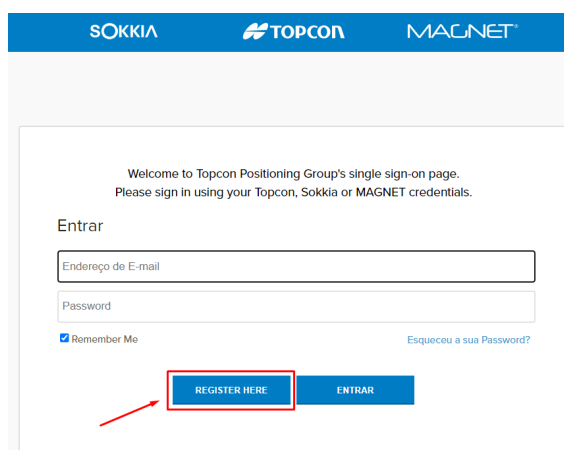 SOKKIA TOPCON MAGNET®
Welcome to Topcon Positioning Group's single sign-on page.
Please sign in using your Topcon, Sokkia or MAGNET credentials.
Entrar
Endereço de E-mail
Password
Remember Me Esqueceu a sua Password?
REGISTER HERE ENTRAR